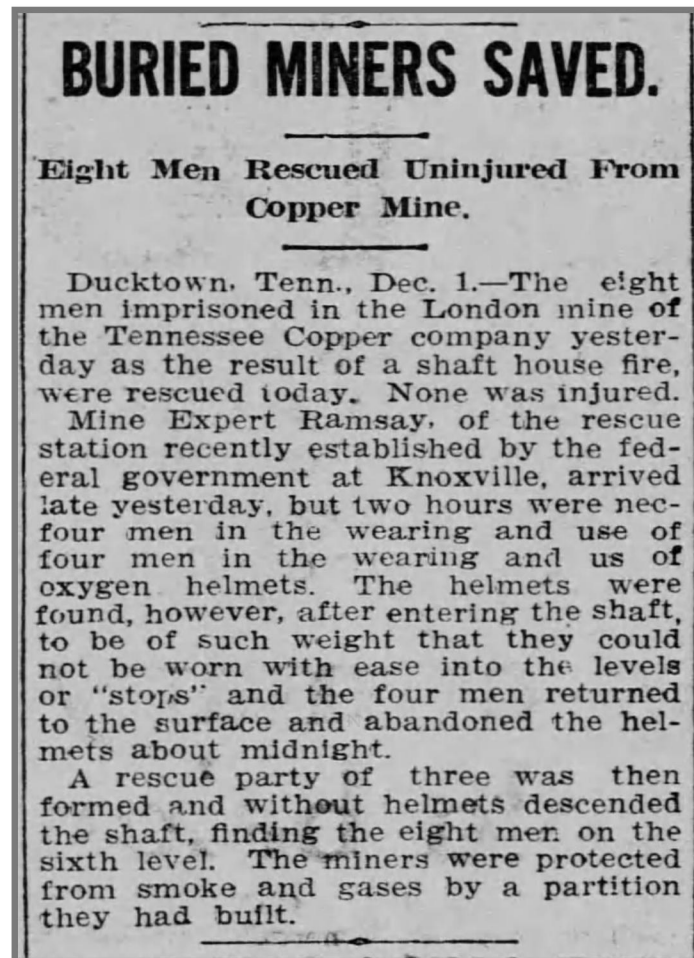 BURIED MINERS SAVED.
Eight Men Rescued Uninjured From
Copper Mine.
Ducktown, Tenn., Dec. 1.—The eight
men imprisoned in the London mine of
the Tennessee Copper company yester-
day as the result of a shaft house fire,
were rescued today. None was injured.
Mine Expert Ramsay, of the rescue
station recently established by the fed-
eral government at Knoxville, arrived
late yesterday, but two hours were nec-
four men in the wearing and use of
four men in the wearing and us of
oxygen helmets. The helmets were
found, however, after entering the shaft,
to be of such weight that they could
not be worn with ease into the levels
or "stops" and the four men returned
to the surface and abandoned the hel-
mets about midnight.
A rescue party of three was then
formed and without helmets descended
the shaft, finding the eight men on the
sixth level. The miners were protected
from smoke and gases by a partition
they had built.